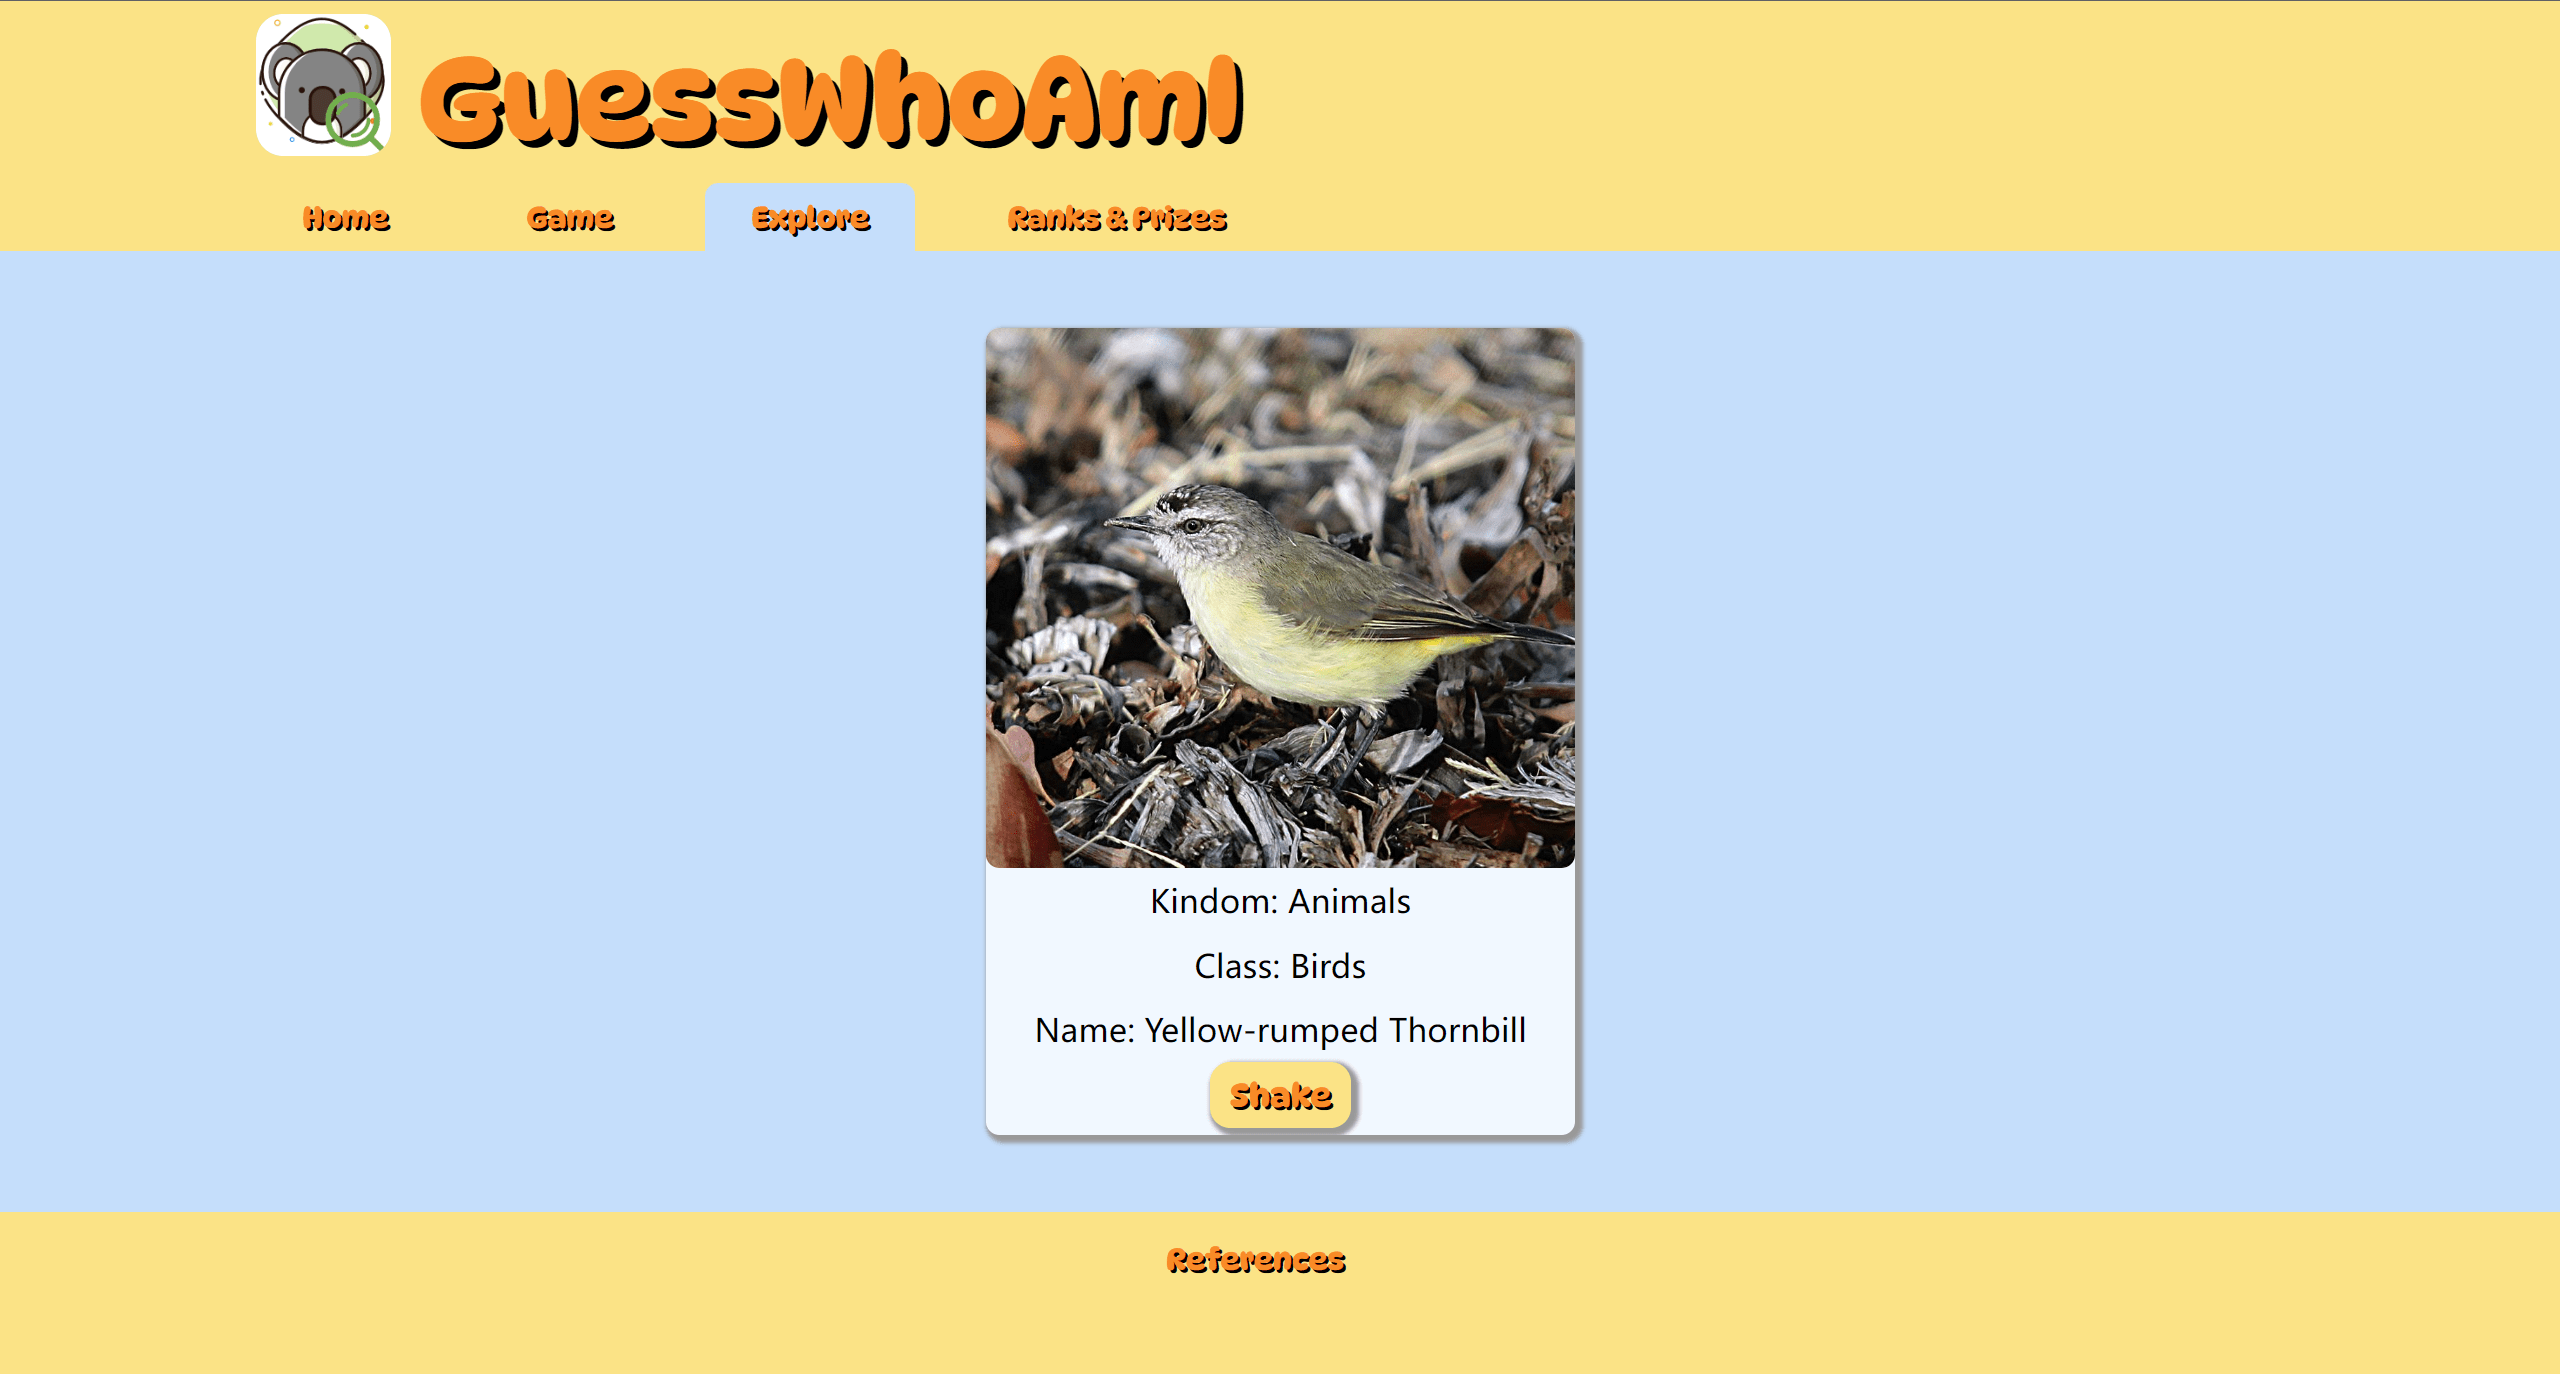 GuessWhoAmI
Home Game Explore Ranks & Prizes
Kindom: Animals
Class: Birds
Name: Yellow-rumped Thornbill
Shake
References